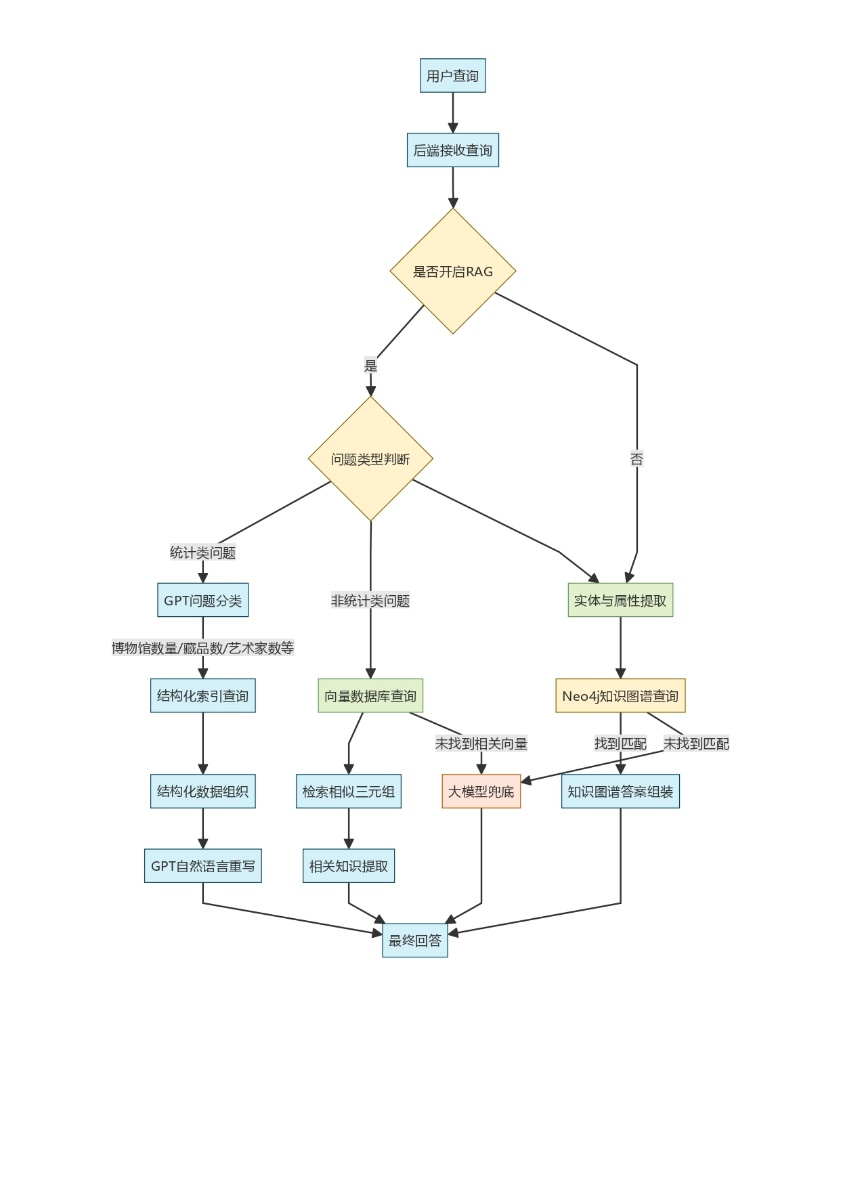 用户查询
后端接收查询
是否开启RAG
是
问题类型判断
否
统计类问题
GPT问题分类
非统计类问题
实体与属性提取
博物馆数量/藏品数/艺术家数等
结构化索引查询
向量数据库查询
Neo4j知识图谱查询
未找到相关向量
找到匹配
未找到匹配
结构化数据组织
检索相似三元组
大模型兜底
知识图谱答案组装
GPT自然语言重写
相关知识提取
最终回答